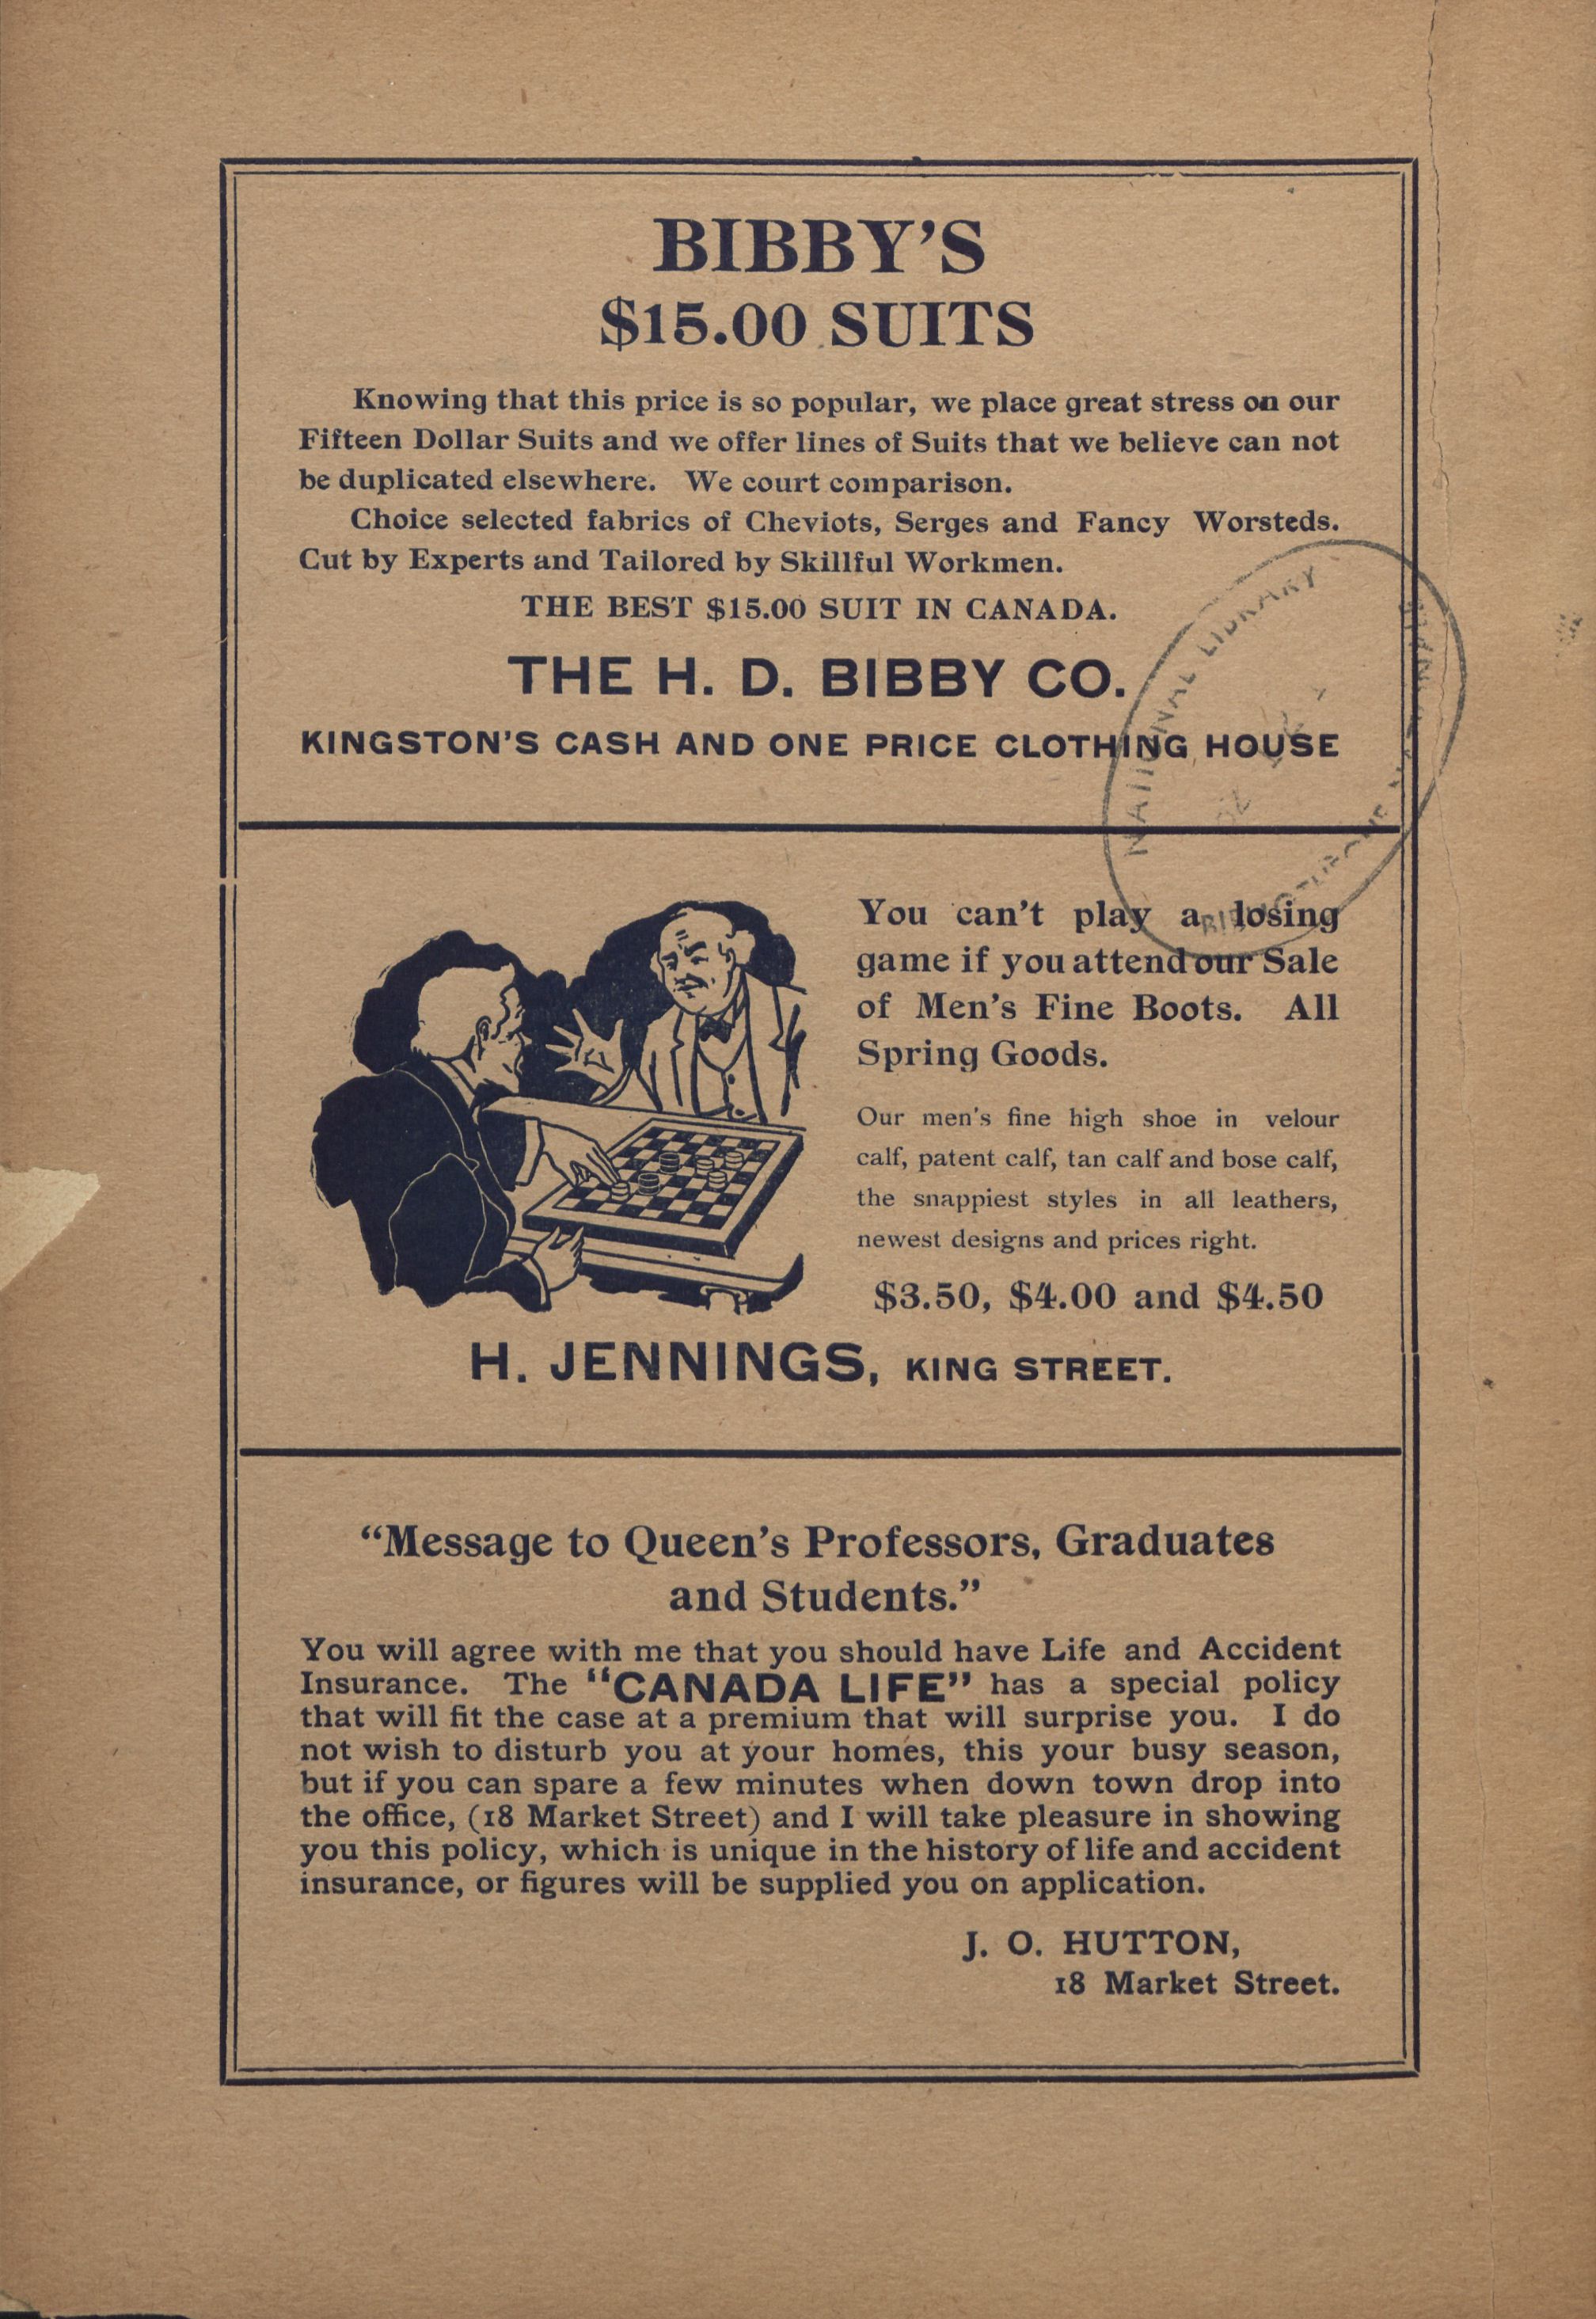 BIBBY'S
$15.00 SUITS
Knowing that this price is so popular, we place great stress on our
Fifteen Dollar Suits and we offer lines of Suits that we believe can not
be duplicated elsewhere. We court comparison.
Choice selected fabrics of Cheviots, Serges and Fancy Worsteds.
Cut by Experts and Tailored by Skillful Workmen.
THE BEST $15.00 SUIT IN CANADA.
THE H. D. BIBBY CO.
KINGSTON'S CASH AND ONE PRICE CLOTHING HOUSE
NATIONAL LIBRARY
You can't play a losing
game if you attend our Sale
of Men's Fine Boots. All
Spring Goods.
Our men's fine high shoe in velour
calf, patent calf, tan calf and bose calf,
the snappiest styles in all leathers,
newest designs and prices right.
$3.50, $4.00 and $4.50
H. JENNINGS, KING STREET.
“Message to Queen's Professors, Graduates
and Students.”
You will agree with me that you should have Life and Accident
Insurance. The “CANADA LIFE” has a special policy
that will fit the case at a premium that will surprise you. I do
not wish to disturb you at your homes, this your busy season,
but if you can spare a few minutes when down town drop into
the office, (18 Market Street) and I will take pleasure in showing
you this policy, which is unique in the history of life and accident
insurance, or figures will be supplied you on application.
J. O. HUTTON,
18 Market Street.